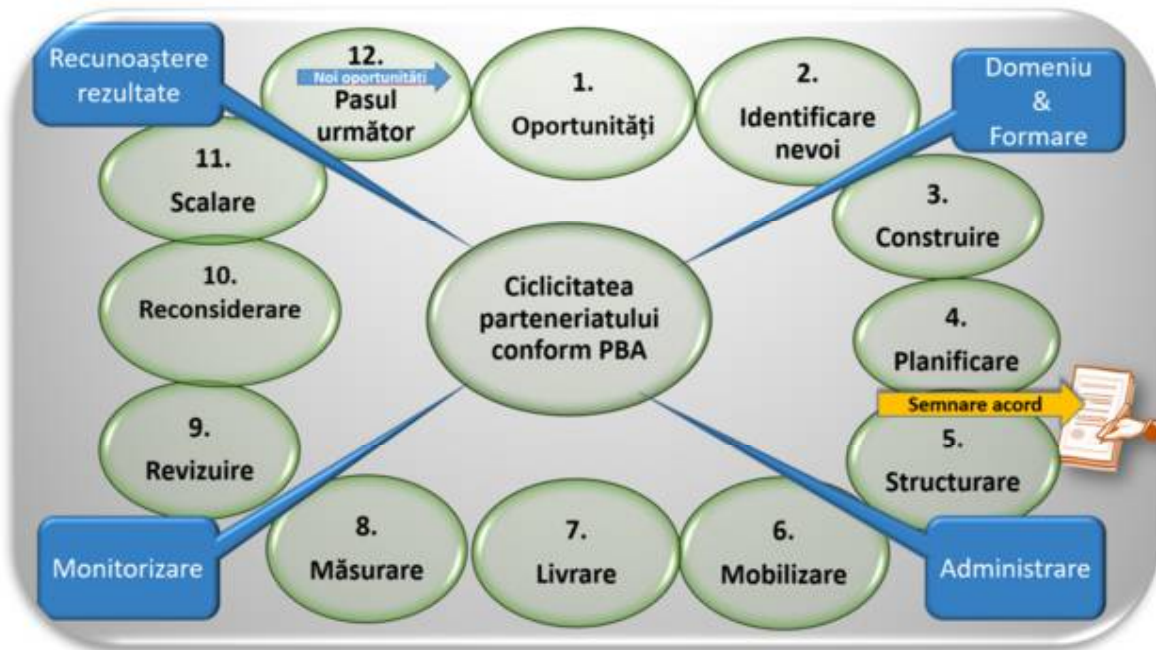 Recunoaștere
rezultate
12.
Noi oportunități
Pasul
următor
1.
Oportunități
2.
Identificare
nevoi
Domeniu
&
Formare
11.
Scalare
3.
Construire
10.
Reconsiderare
Ciclicitatea
parteneriatului
conform PBA
4.
Planificare
Semnare acord
9.
Revizuire
5.
Structurare
Monitorizare
8.
Măsurare
7.
Livrare
6.
Mobilizare
Administrare